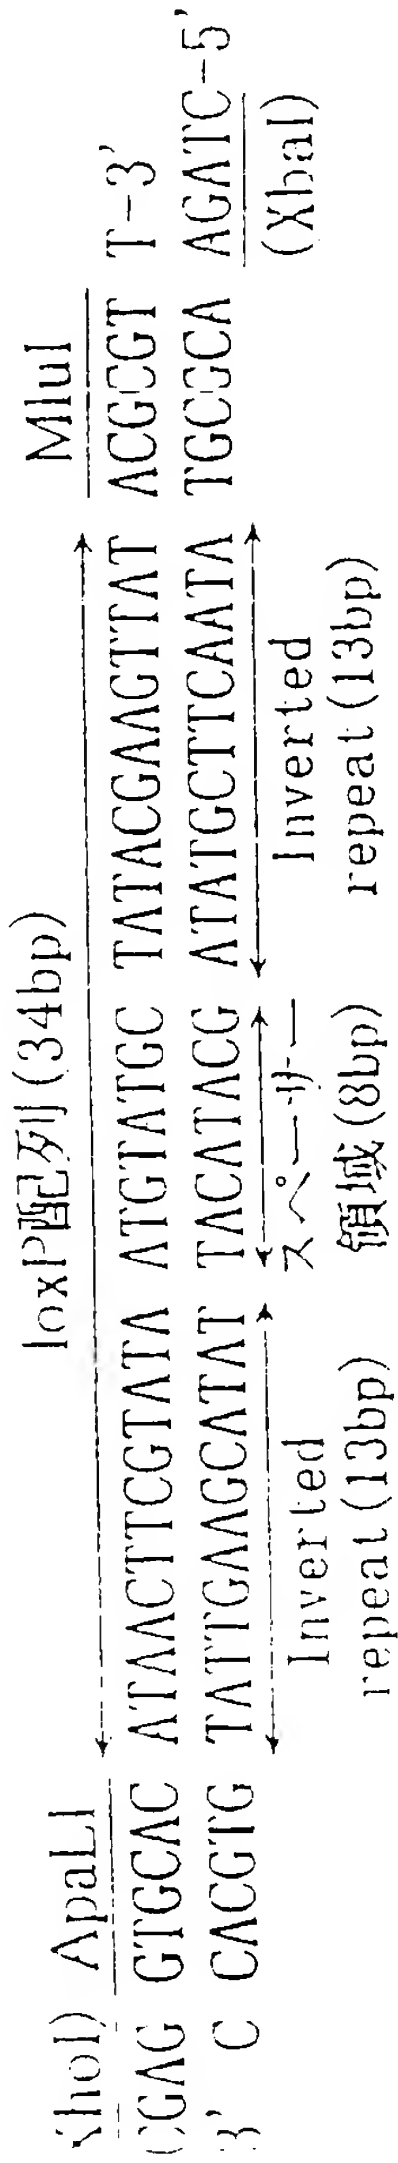 loxP配列(34bp)
ApaLI MluI
CGAG GTGCAC ATAACTTCGTATA ATGTATGC TATACGAAGTTAT ACGCGT T-3'
3' C CACGTG TATTGAAGCATAT TACATACG ATATGCTTCAATA TGCGCA AGATC-5'
Inverted repeat(13bp)
スペーサー領域(8bp)
Inverted repeat(13bp)
(XbaI)